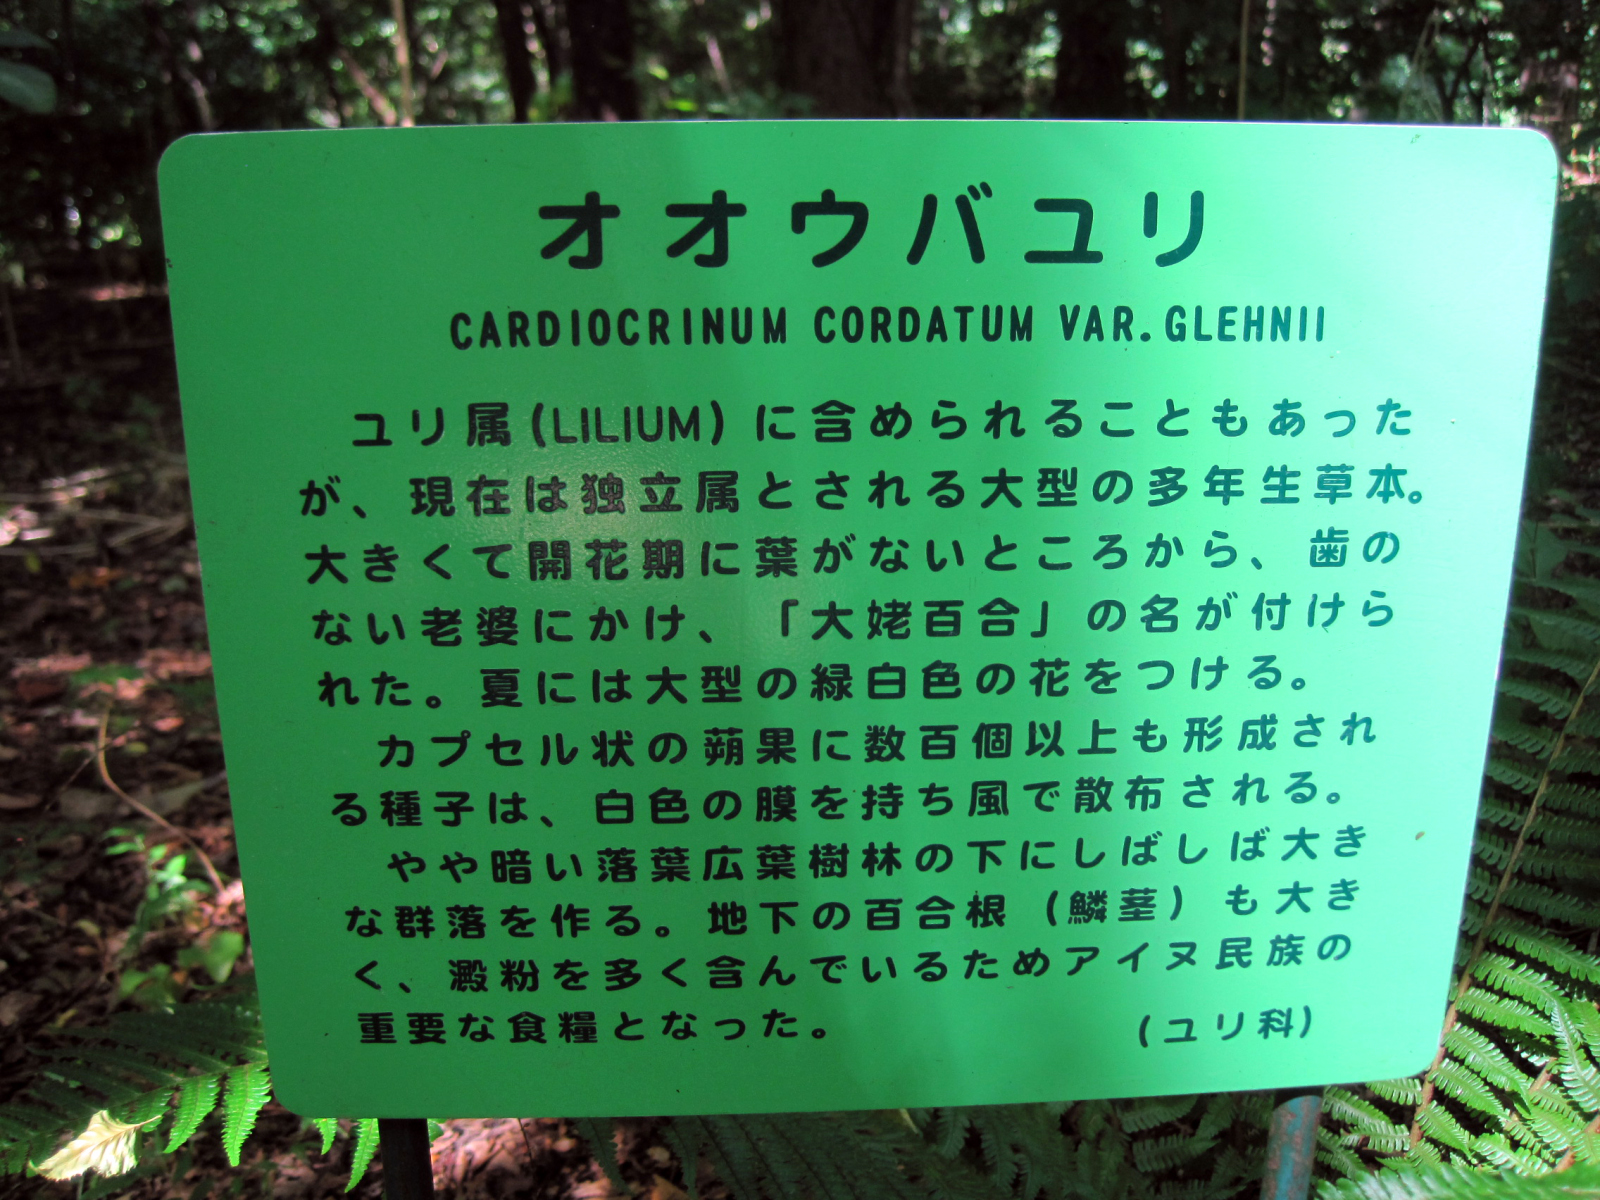 オオウバユリ
CARDIOCRINUM CORDATUM VAR. GLEHNII
ユリ属(LILIUM)に含められることもあった
が、現在は独立属とされる大型の多年生草本。
大きくて開花期に葉がないところから、歯の
ない老婆にかけ、「大姥百合」の名が付けら
れた。夏には大型の緑白色の花をつける。
カプセル状の蒴果に数百個以上も形成され
る種子は、白色の膜を持ち風で散布される。
やや暗い落葉広葉樹林の下にしばしば大き
な群落を作る。地下の百合根（鱗茎）も大き
く、澱粉を多く含んでいるためアイヌ民族の
重要な食糧となった。
(ユリ科)